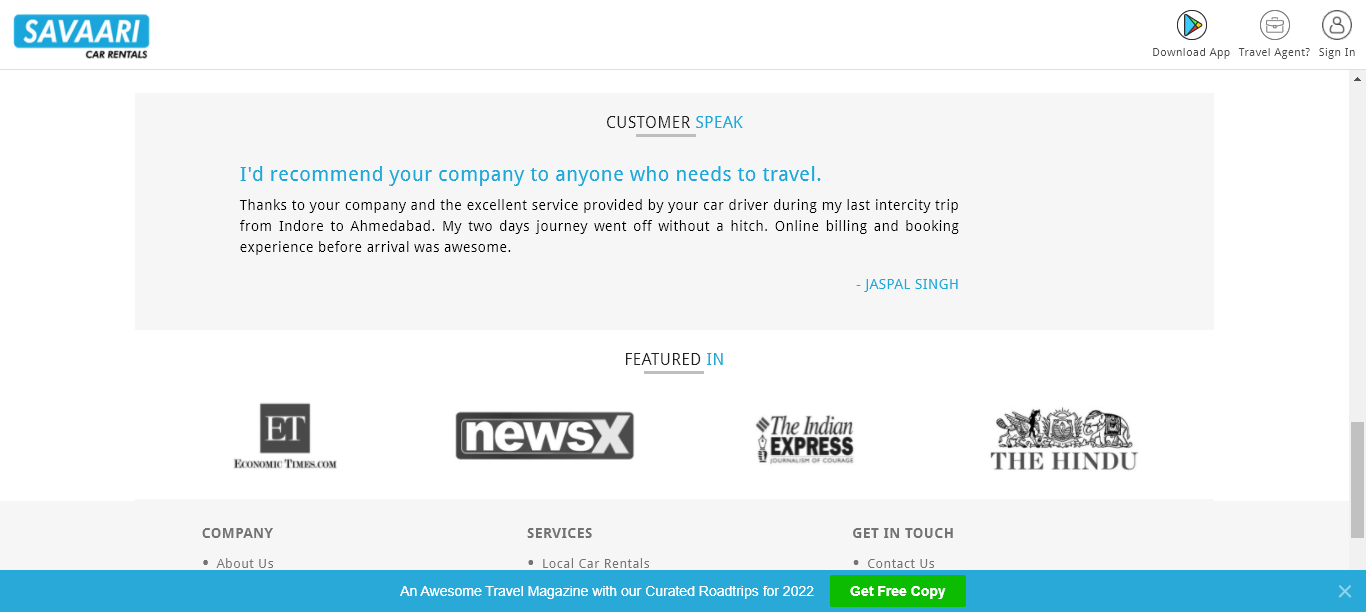 SAVAARI
CAR RENTALS
Download App
Travel Agent?
Sign In
CUSTOMER SPEAK
I'd recommend your company to anyone who needs to travel.
Thanks to your company and the excellent service provided by your car driver during my last intercity trip
from Indore to Ahmedabad. My two days journey went off without a hitch. Online billing and booking
experience before arrival was awesome.
- JASPAL SINGH
FEATURED IN
ET
ECONOMIC TIMES.COM
newsX
The Indian
EXPRESS
JOURNALISM OF COURAGE
THE HINDU
COMPANY
• About Us
SERVICES
• Local Car Rentals
GET IN TOUCH
• Contact Us
An Awesome Travel Magazine with our Curated Roadtrips for 2022
Get Free Copy